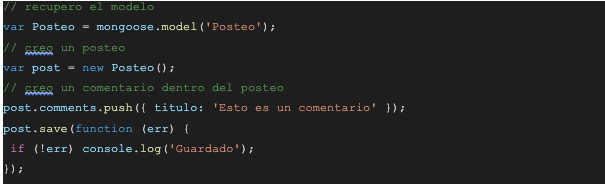 // recupero el modelo
var Posteo = mongoose.model('Posteo');
// creo un posteo
var post = new Posteo();
// creo un comentario dentro del posteo
post.comments.push({ titulo: 'Esto es un comentario' });
post.save(function (err) {
 if (!err) console.log('Guardado');
});